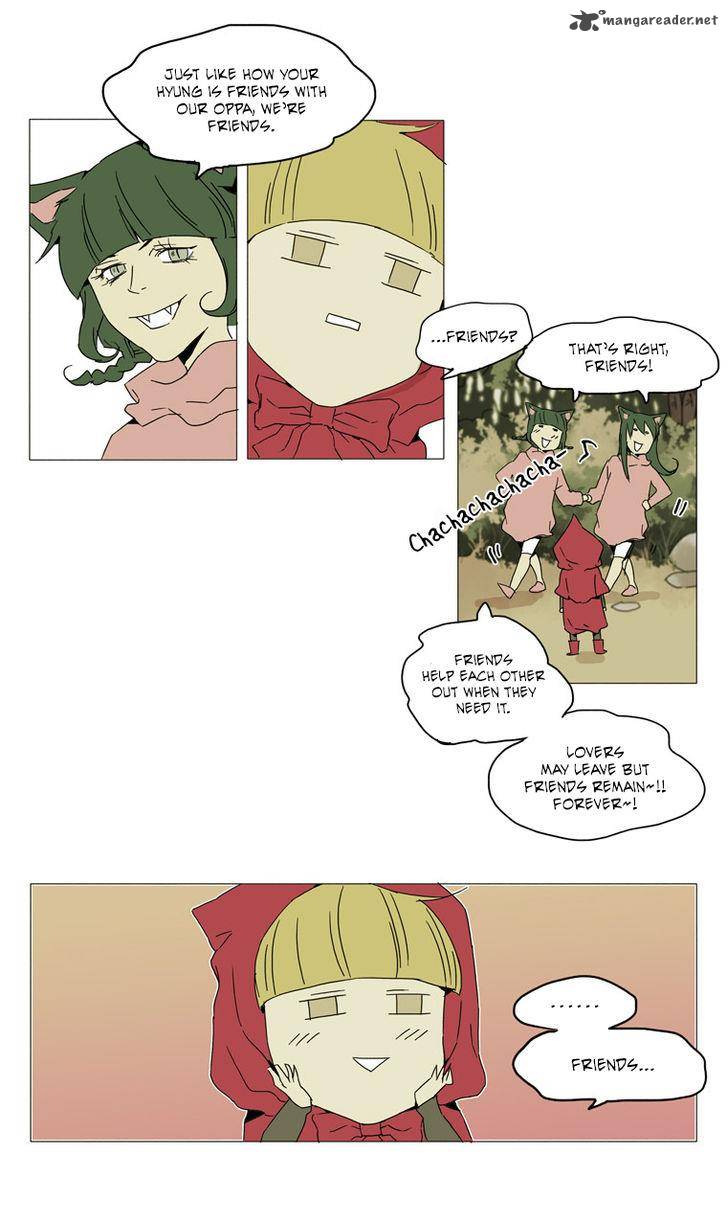 mangareader.net
JUST LIKE HOW YOUR
HYUNG IS FRIENDS WITH
OUR OPPA, WE'RE
FRIENDS.
...FRIENDS?
THAT'S RIGHT,
FRIENDS!
Chachachachacha~
FRIENDS
HELP EACH OTHER
OUT WHEN THEY
NEED IT.
LOVERS
MAY LEAVE BUT
FRIENDS REMAIN~!!
FOREVER~!
......
FRIENDS...